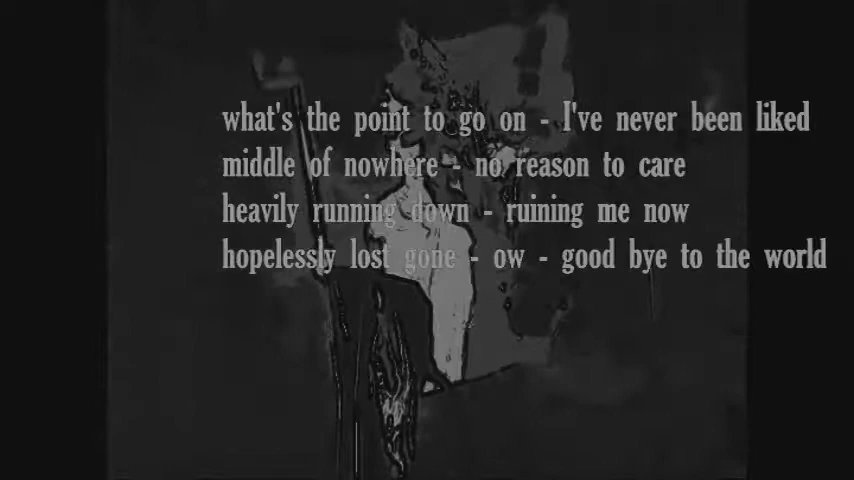 what's the point to go on - I've never been liked
middle of nowhere - no reason to care
heavily running down - ruining me now
hopelessly lost gone - ow - good bye to the world